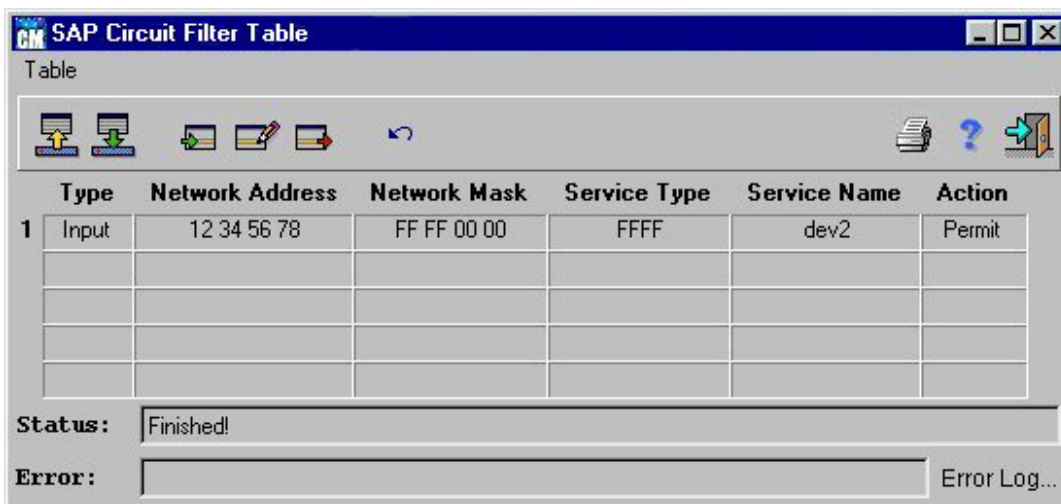 CM SAP Circuit Filter Table
Table
?
Type Network Address Network Mask Service Type Service Name Action
1 Input 12 34 56 78 FF FF 00 00 FFFF dev2 Permit
Status: Finished!
Error: Error Log...